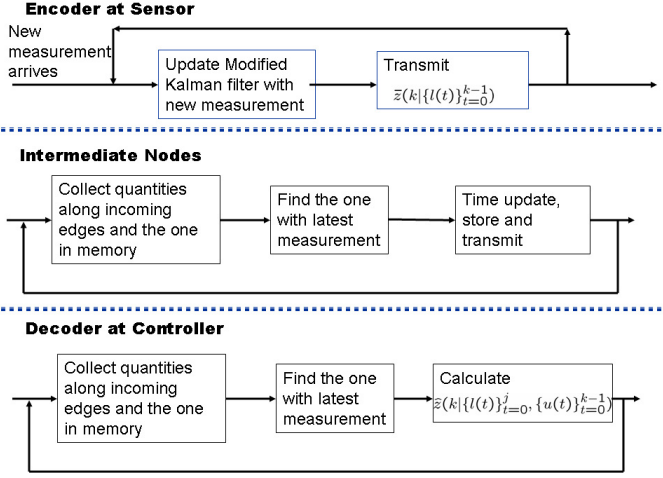 Encoder at Sensor
New
measurement
arrives
Update Modified
Kalman filter with
new measurement
Transmit
z̄(k|{l(t)}_{t=0}^{k−1})
Intermediate Nodes
Collect quantities
along incoming
edges and the one
in memory
Find the one
with latest
measurement
Time update,
store and
transmit
Decoder at Controller
Collect quantities
along incoming
edges and the one
in memory
Find the one
with latest
measurement
Calculate
z̄(k|{l(t)}_{t=0}^{j}, {u(t)}_{t=0}^{k−1})